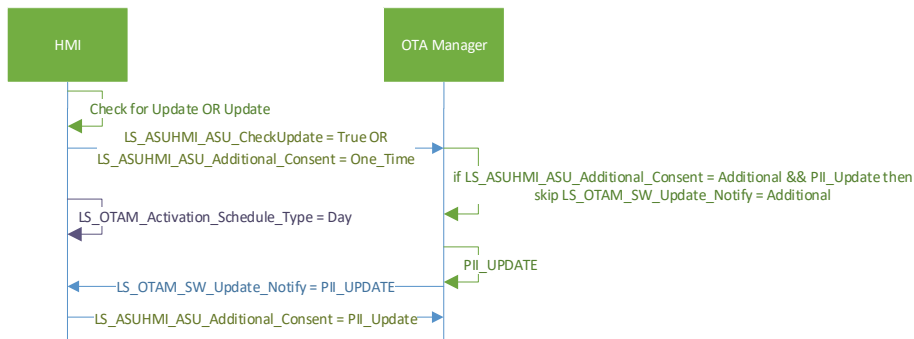 HMI
OTA Manager
Check for Update OR Update
LS_ASUHMI_ASU_CheckUpdate = True OR
LS_ASUHMI_ASU_Additional_Consent = One_Time
if LS_ASUHMI_ASU_Additional_Consent = Additional && PII_Update then
skip LS_OTAM_SW_Update_Notify = Additional
LS_OTAM_Activation_Schedule_Type = Day
PII_UPDATE
LS_OTAM_SW_Update_Notify = PII_UPDATE
LS_ASUHMI_ASU_Additional_Consent = PII_Update